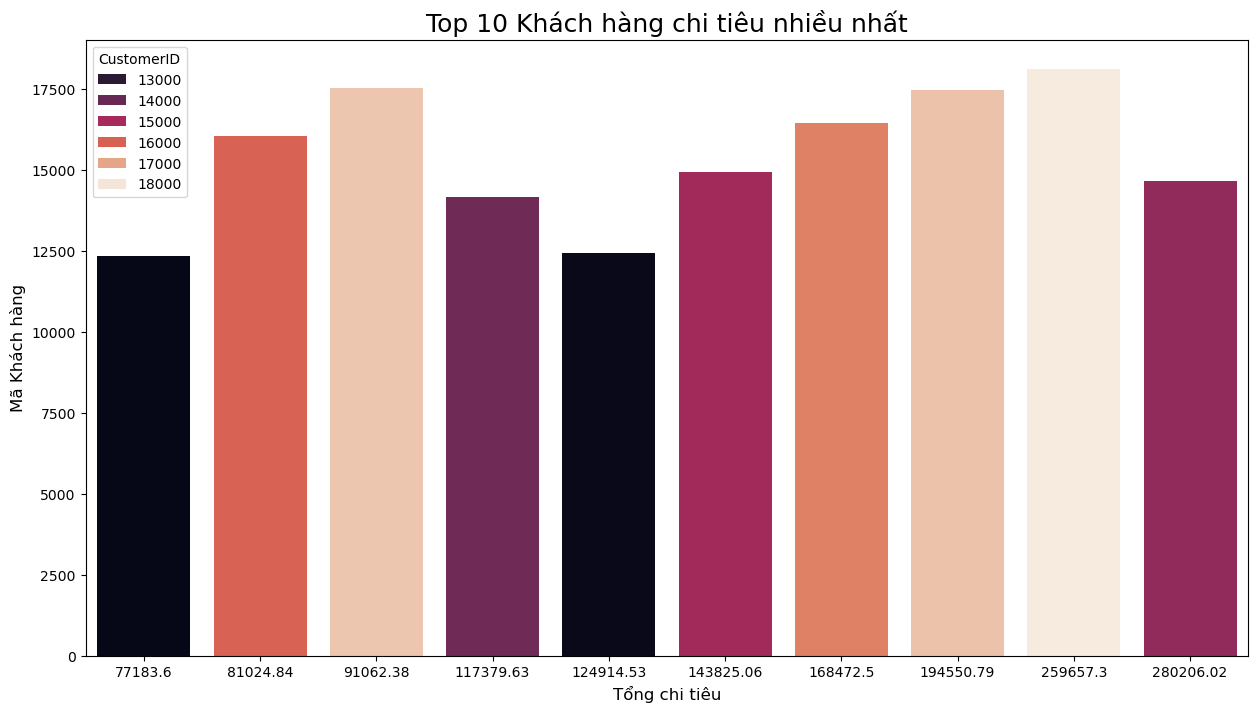 Top 10 Khách hàng chi tiêu nhiều nhất
CustomerID
13000
14000
15000
16000
17000
18000
17500
15000
12500
10000
7500
5000
2500
0
Mã Khách hàng
77183.6 81024.84 91062.38 117379.63 124914.53 143825.06 168472.5 194550.79 259657.3 280206.02
Tổng chi tiêu